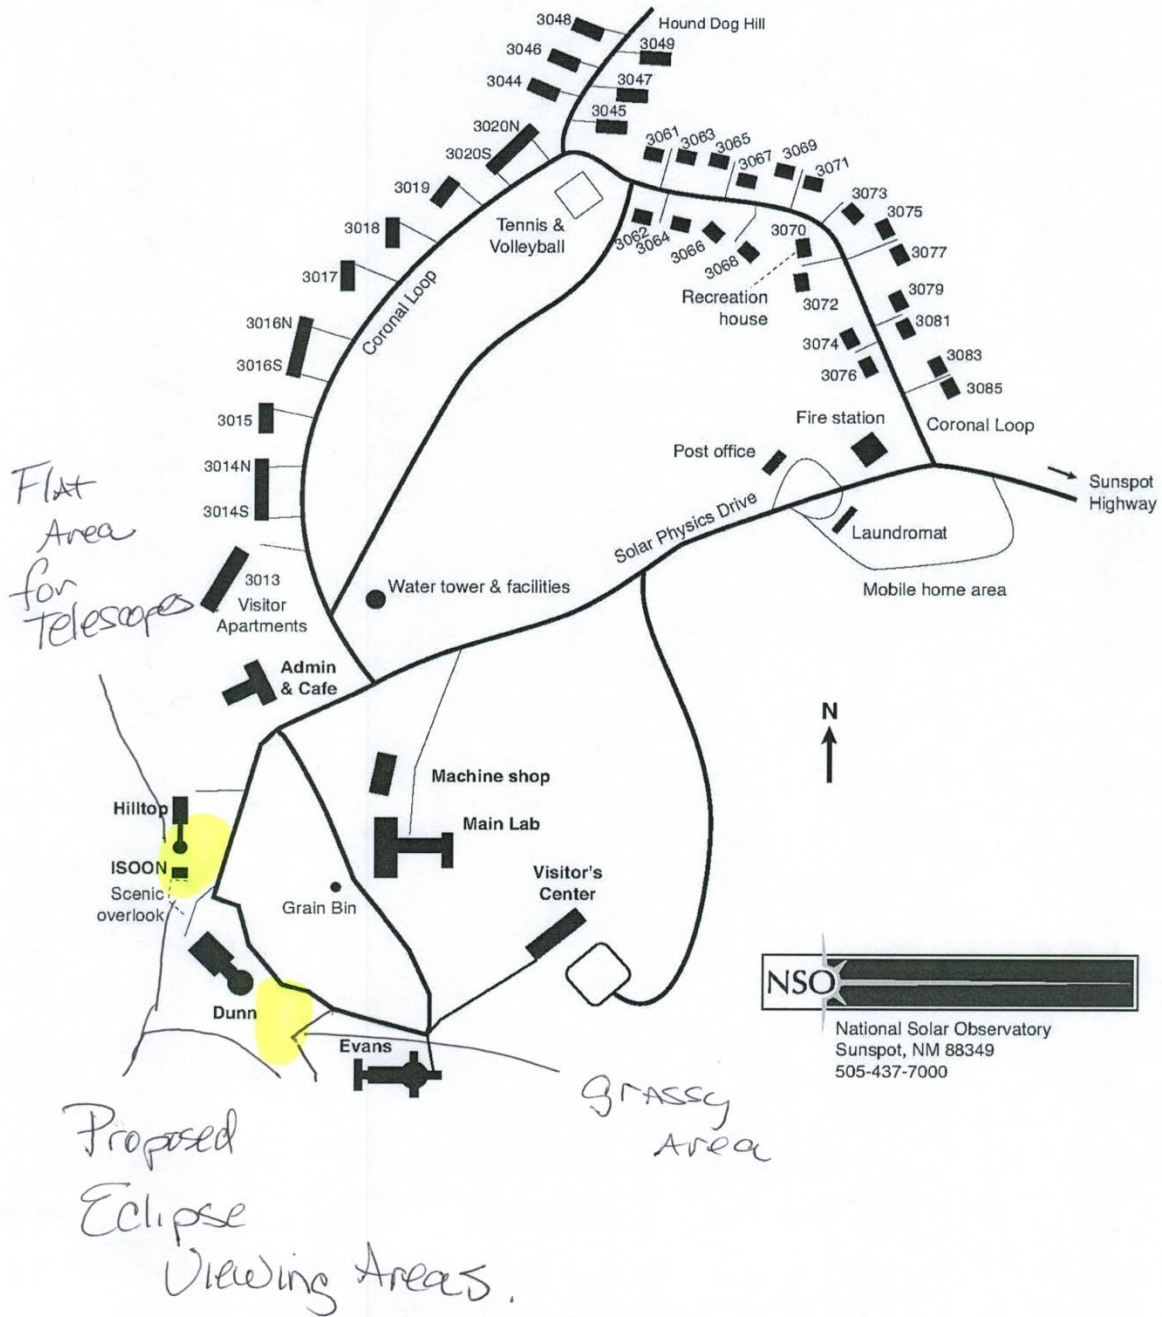 3048
Hound Dog Hill
3046
3049
3044
3047
3045
3020N
3020S
3061
3063
3065
3067
3069
3071
3019
3073
3075
3018
Tennis &
Volleyball
3062
3064
3066
3068
3070
3077
3017
Coronal Loop
Recreation
house
3072
3079
3081
3016N
3016S
3074
3076
3083
3085
3015
Fire station
Coronal Loop
Post office
3014N
3014S
Sunspot
Highway
Solar Physics Drive
Laundromat
Flat
Area
for
Telescopes
3013
Visitor
Apartments
Water tower & facilities
Mobile home area
Admin
& Cafe
N
Machine shop
Hilltop
Main Lab
ISOON
Scenic
overlook
Grain Bin
Visitor's
Center
Dunn
Evans
NSO
National Solar Observatory
Sunspot, NM 88349
505-437-7000
grassy
Area
Proposed
Eclipse
Viewing Areas.